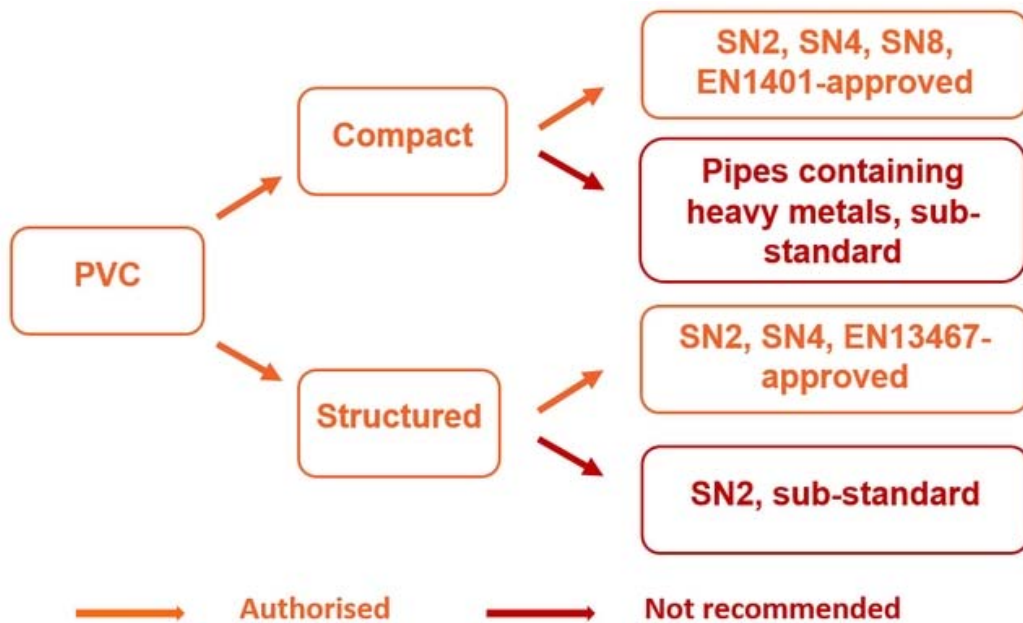 PVC
Compact
SN2, SN4, SN8,
EN1401-approved
Pipes containing
heavy metals, sub-
standard
Structured
SN2, SN4, EN13467-
approved
SN2, sub-standard
Authorised
Not recommended